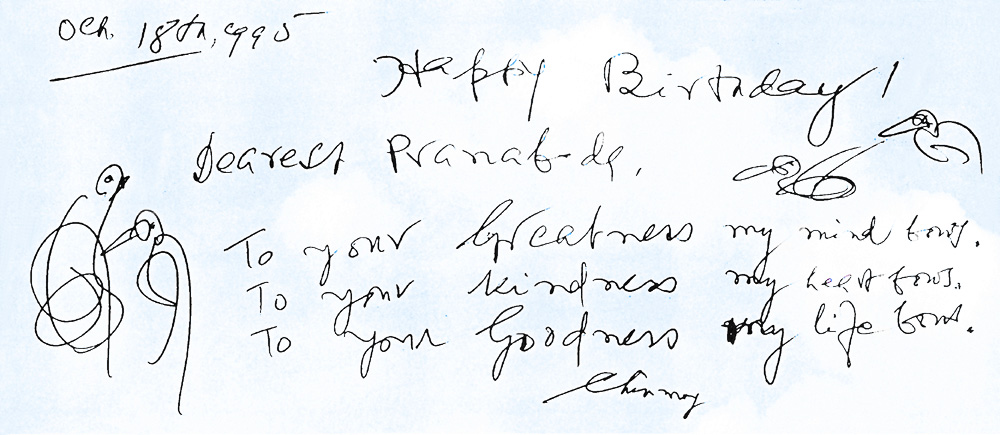 Oct. 18th, 1995
Happy Birthday!
Dearest Pranab-da,
To your Greatness my mind bows.
To your kindness my heart bows.
To your Goodness my life bows.
Chinmoy